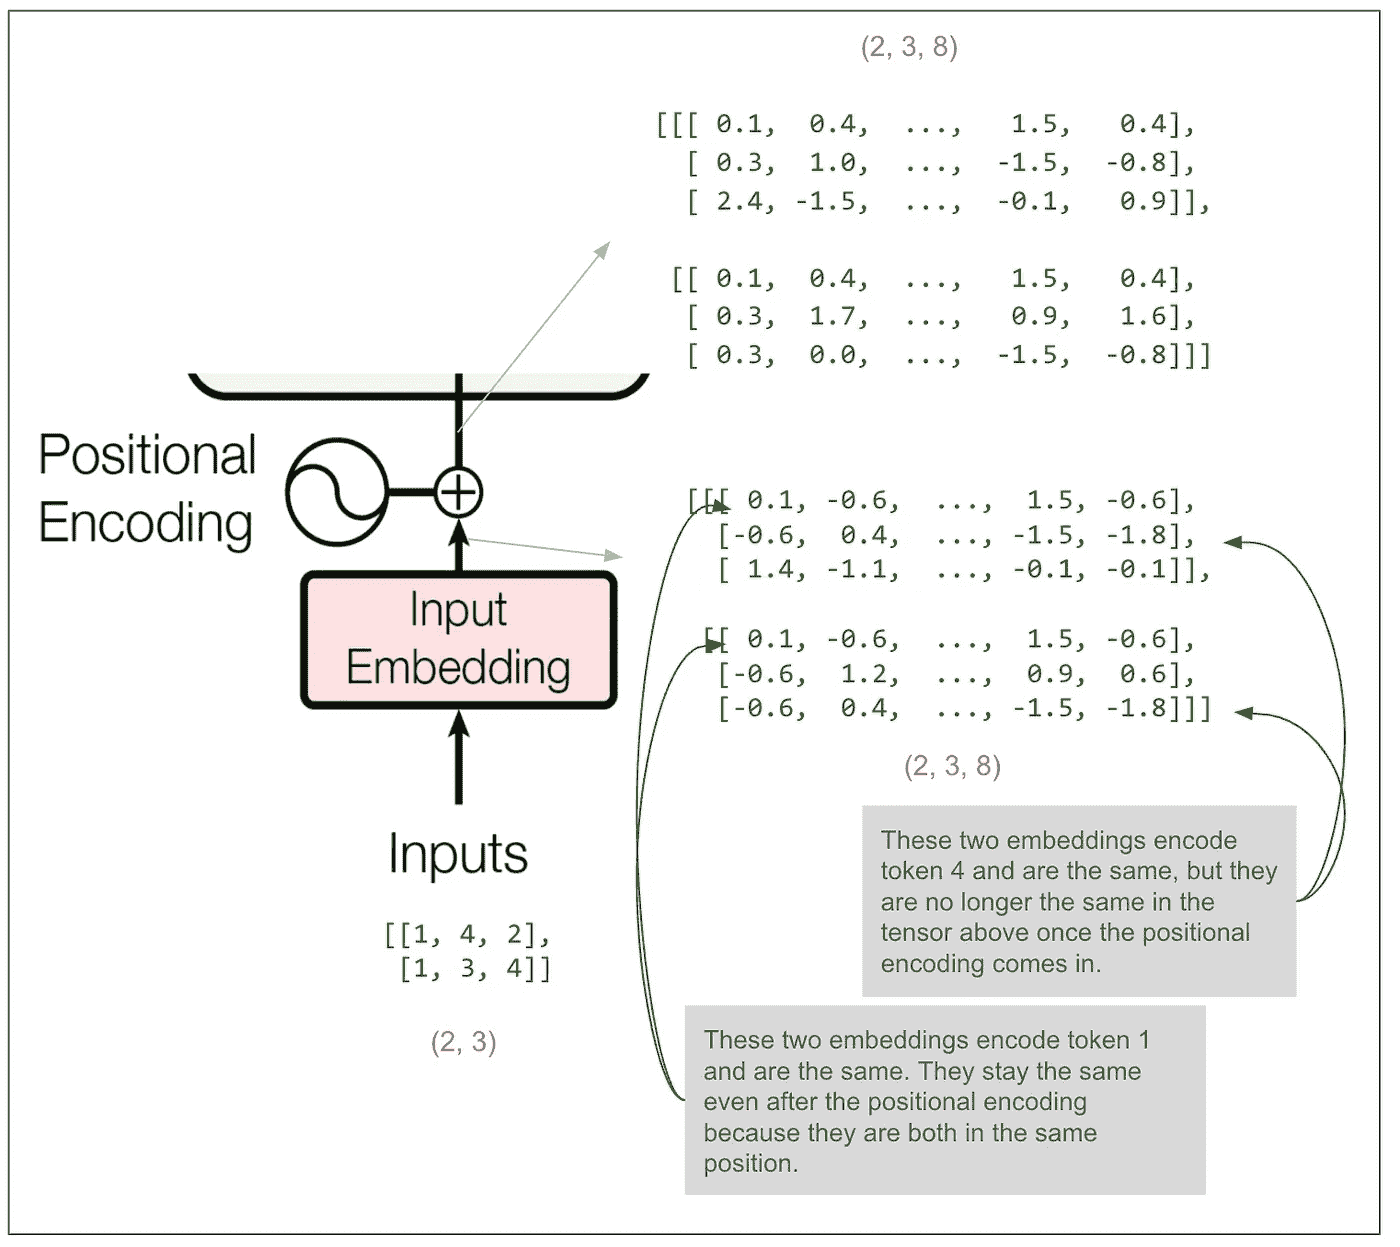 (2, 3, 8)
[[[ 0.1, 0.4, ..., 1.5, 0.4],
[ 0.3, 1.0, ..., -1.5, -0.8],
[ 2.4, -1.5, ..., -0.1, 0.9]],
[[ 0.1, 0.4, ..., 1.5, 0.4],
[ 0.3, 1.7, ..., 0.9, 1.6],
[ 0.3, 0.0, ..., -1.5, -0.8]]]
Positional
Encoding
[[[ 0.1, -0.6, ..., 1.5, -0.6],
[-0.6, 0.4, ..., -1.5, -1.8],
[ 1.4, -1.1, ..., -0.1, -0.1]],
[[ 0.1, -0.6, ..., 1.5, -0.6],
[-0.6, 1.2, ..., 0.9, 0.6],
[-0.6, 0.4, ..., -1.5, -1.8]]]
(2, 3, 8)
Input
Embedding
Inputs
[[1, 4, 2],
[1, 3, 4]]
(2, 3)
These two embeddings encode
token 4 and are the same, but they
are no longer the same in the
tensor above once the positional
encoding comes in.
These two embeddings encode token 1
and are the same. They stay the same
even after the positional encoding
because they are both in the same
position.